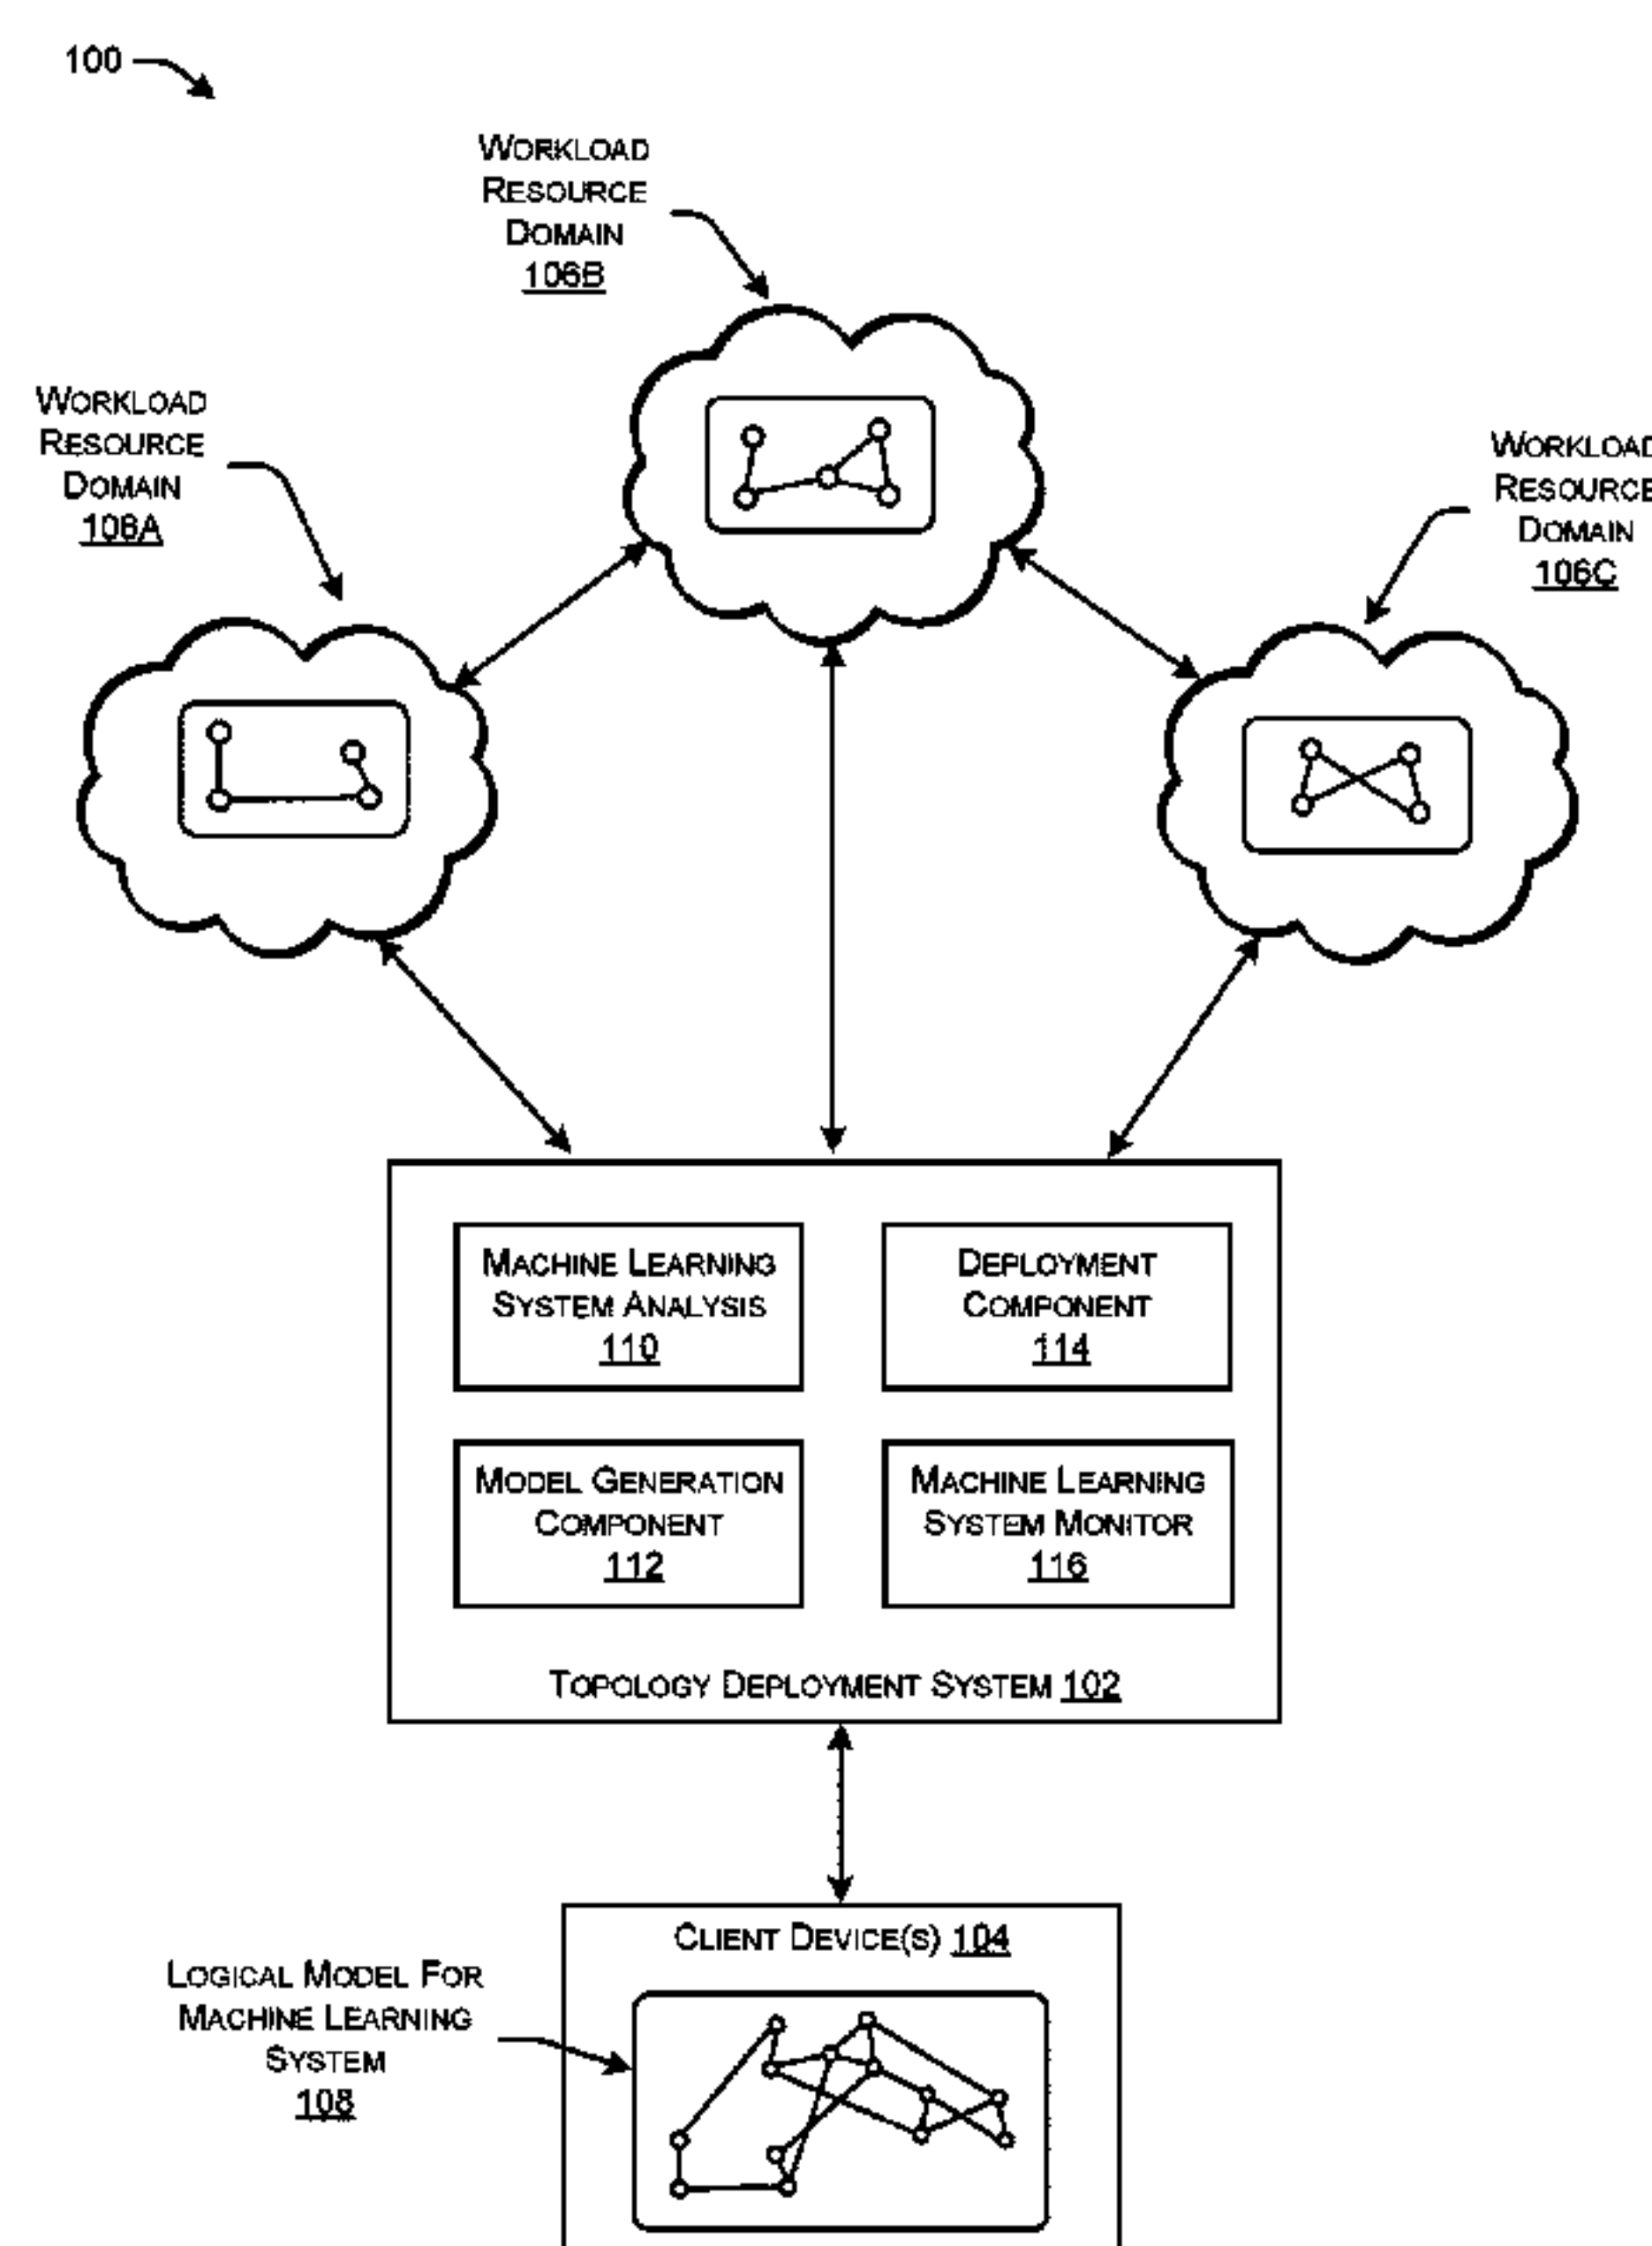 100
WORKLOAD
RESOURCE
DOMAIN
106B
WORKLOAD
RESOURCE
DOMAIN
106A
WORKLOAD
RESOURCE
DOMAIN
106C
MACHINE LEARNING
SYSTEM ANALYSIS
110
DEPLOYMENT
COMPONENT
114
MODEL GENERATION
COMPONENT
112
MACHINE LEARNING
SYSTEM MONITOR
116
TOPOLOGY DEPLOYMENT SYSTEM 102
CLIENT DEVICE(S) 104
LOGICAL MODEL FOR
MACHINE LEARNING
SYSTEM
108